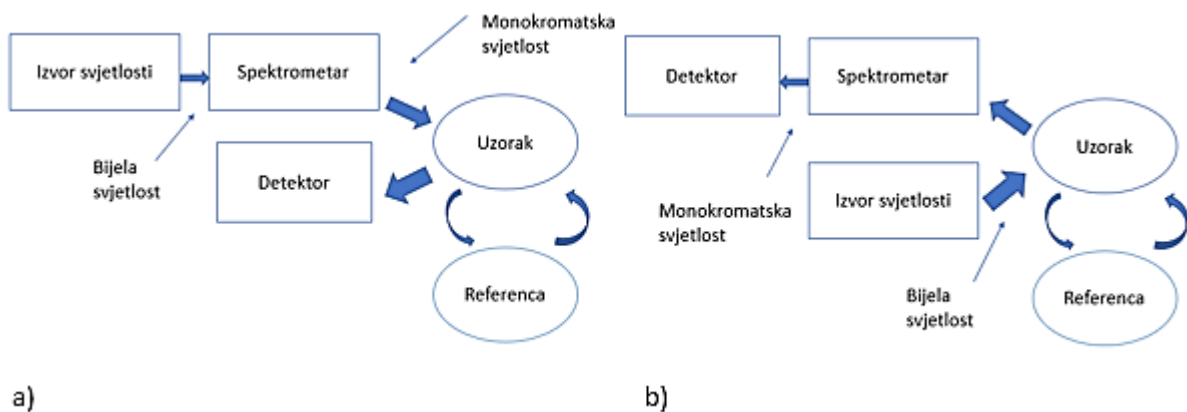 Monokromatska
svjetlost
Izvor svjetlosti
Spektrometar
Uzorak
Bijela
svjetlost
Detektor
Referenca
a)
Detektor
Spektrometar
Uzorak
Izvor svjetlosti
Monokromatska
svjetlost
Bijela
svjetlost
Referenca
b)